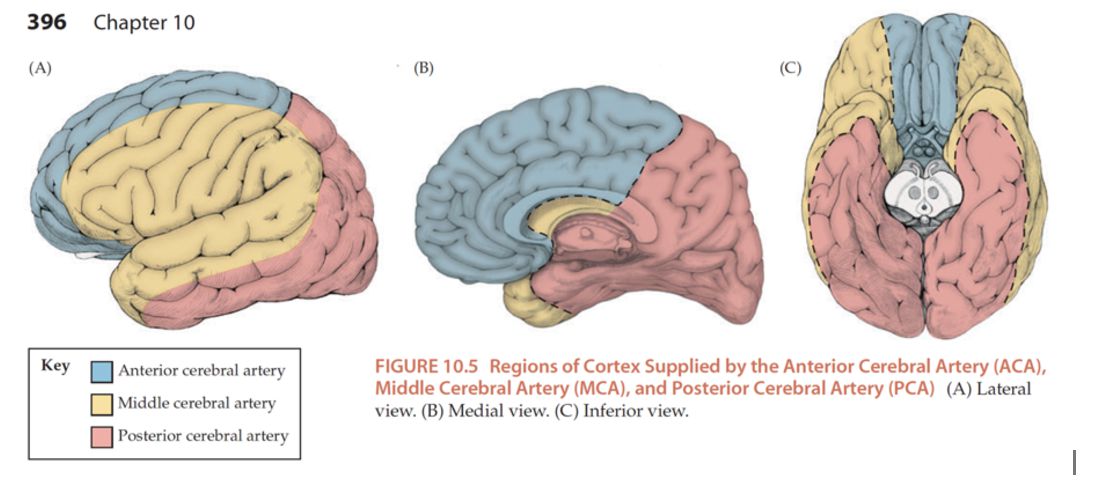 396 Chapter 10
(A)
(B)
(C)
Key
Anterior cerebral artery
Middle cerebral artery
Posterior cerebral artery
FIGURE 10.5 Regions of Cortex Supplied by the Anterior Cerebral Artery (ACA),
Middle Cerebral Artery (MCA), and Posterior Cerebral Artery (PCA) (A) Lateral
view. (B) Medial view. (C) Inferior view.